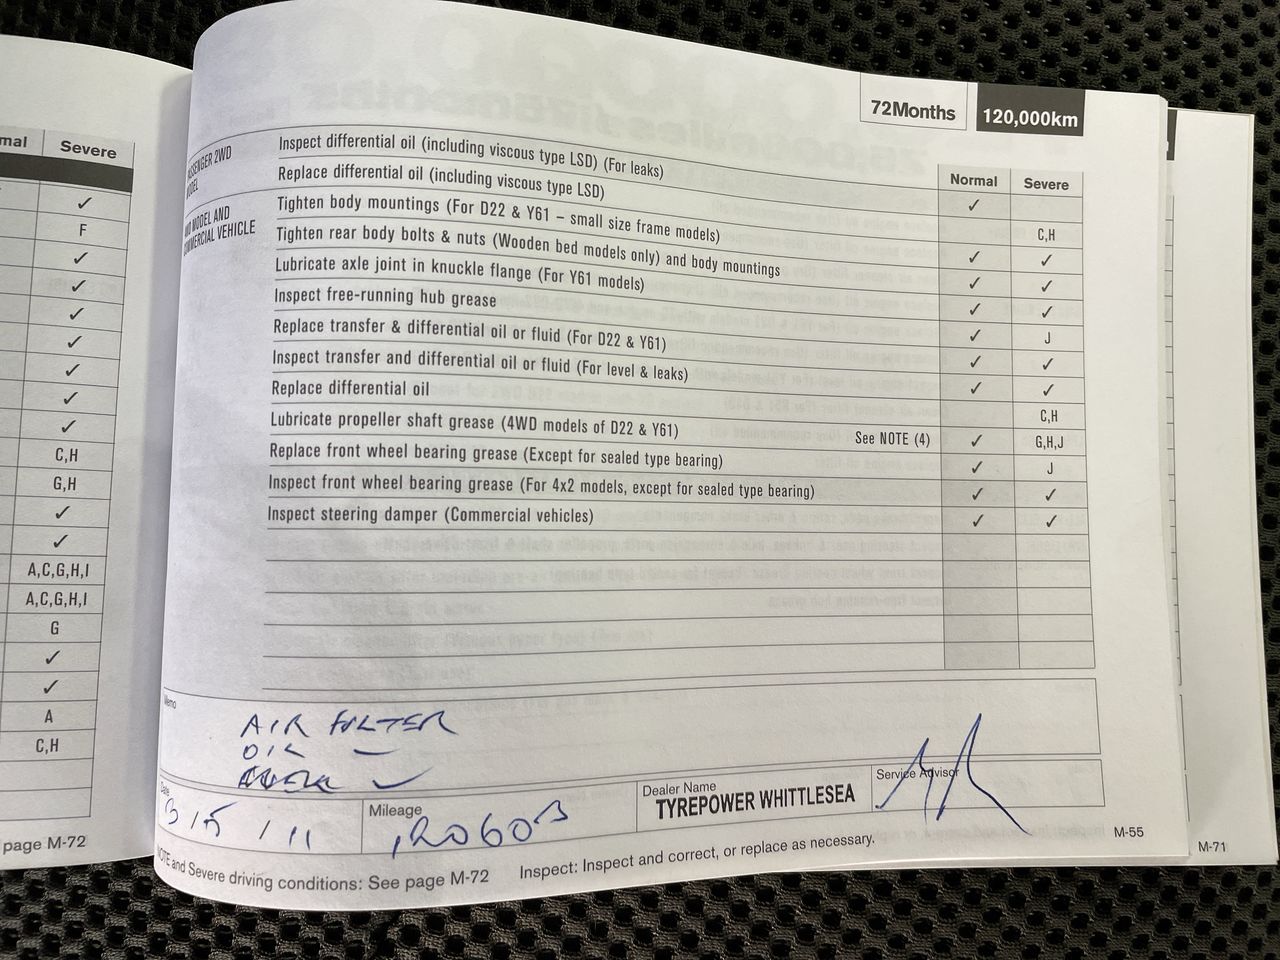 mal Severe
✓
F
✓
✓
✓
✓
✓
✓
✓
C,H
G,H
✓
✓
A,C,G,H,I
A,C,G,H,I
G
✓
✓
A
C,H
page M-72
72Months 120,000km
Normal Severe
SSENGER 2WD
MODEL
Inspect differential oil (including viscous type LSD) (For leaks) ✓
Replace differential oil (including viscous type LSD) C,H
WD MODEL AND
COMMERCIAL VEHICLE
Tighten body mountings (For D22 & Y61 – small size frame models) ✓ ✓
Tighten rear body bolts & nuts (Wooden bed models only) and body mountings ✓ ✓
Lubricate axle joint in knuckle flange (For Y61 models) ✓ ✓
Inspect free-running hub grease ✓ J
Replace transfer & differential oil or fluid (For D22 & Y61) ✓ ✓
Inspect transfer and differential oil or fluid (For level & leaks) ✓ ✓
Replace differential oil C,H
Lubricate propeller shaft grease (4WD models of D22 & Y61) See NOTE (4) ✓ G,H,J
Replace front wheel bearing grease (Except for sealed type bearing) ✓ J
Inspect front wheel bearing grease (For 4x2 models, except for sealed type bearing) ✓ ✓
Inspect steering damper (Commercial vehicles) ✓ ✓
Memo
AIR FILTER
OIL —
Date
3/5/11
Mileage
Dealer Name
TYREPOWER WHITTLESEA
Service Advisor
NOTE and Severe driving conditions: See page M-72 Inspect: Inspect and correct, or replace as necessary.
M-55
M-71